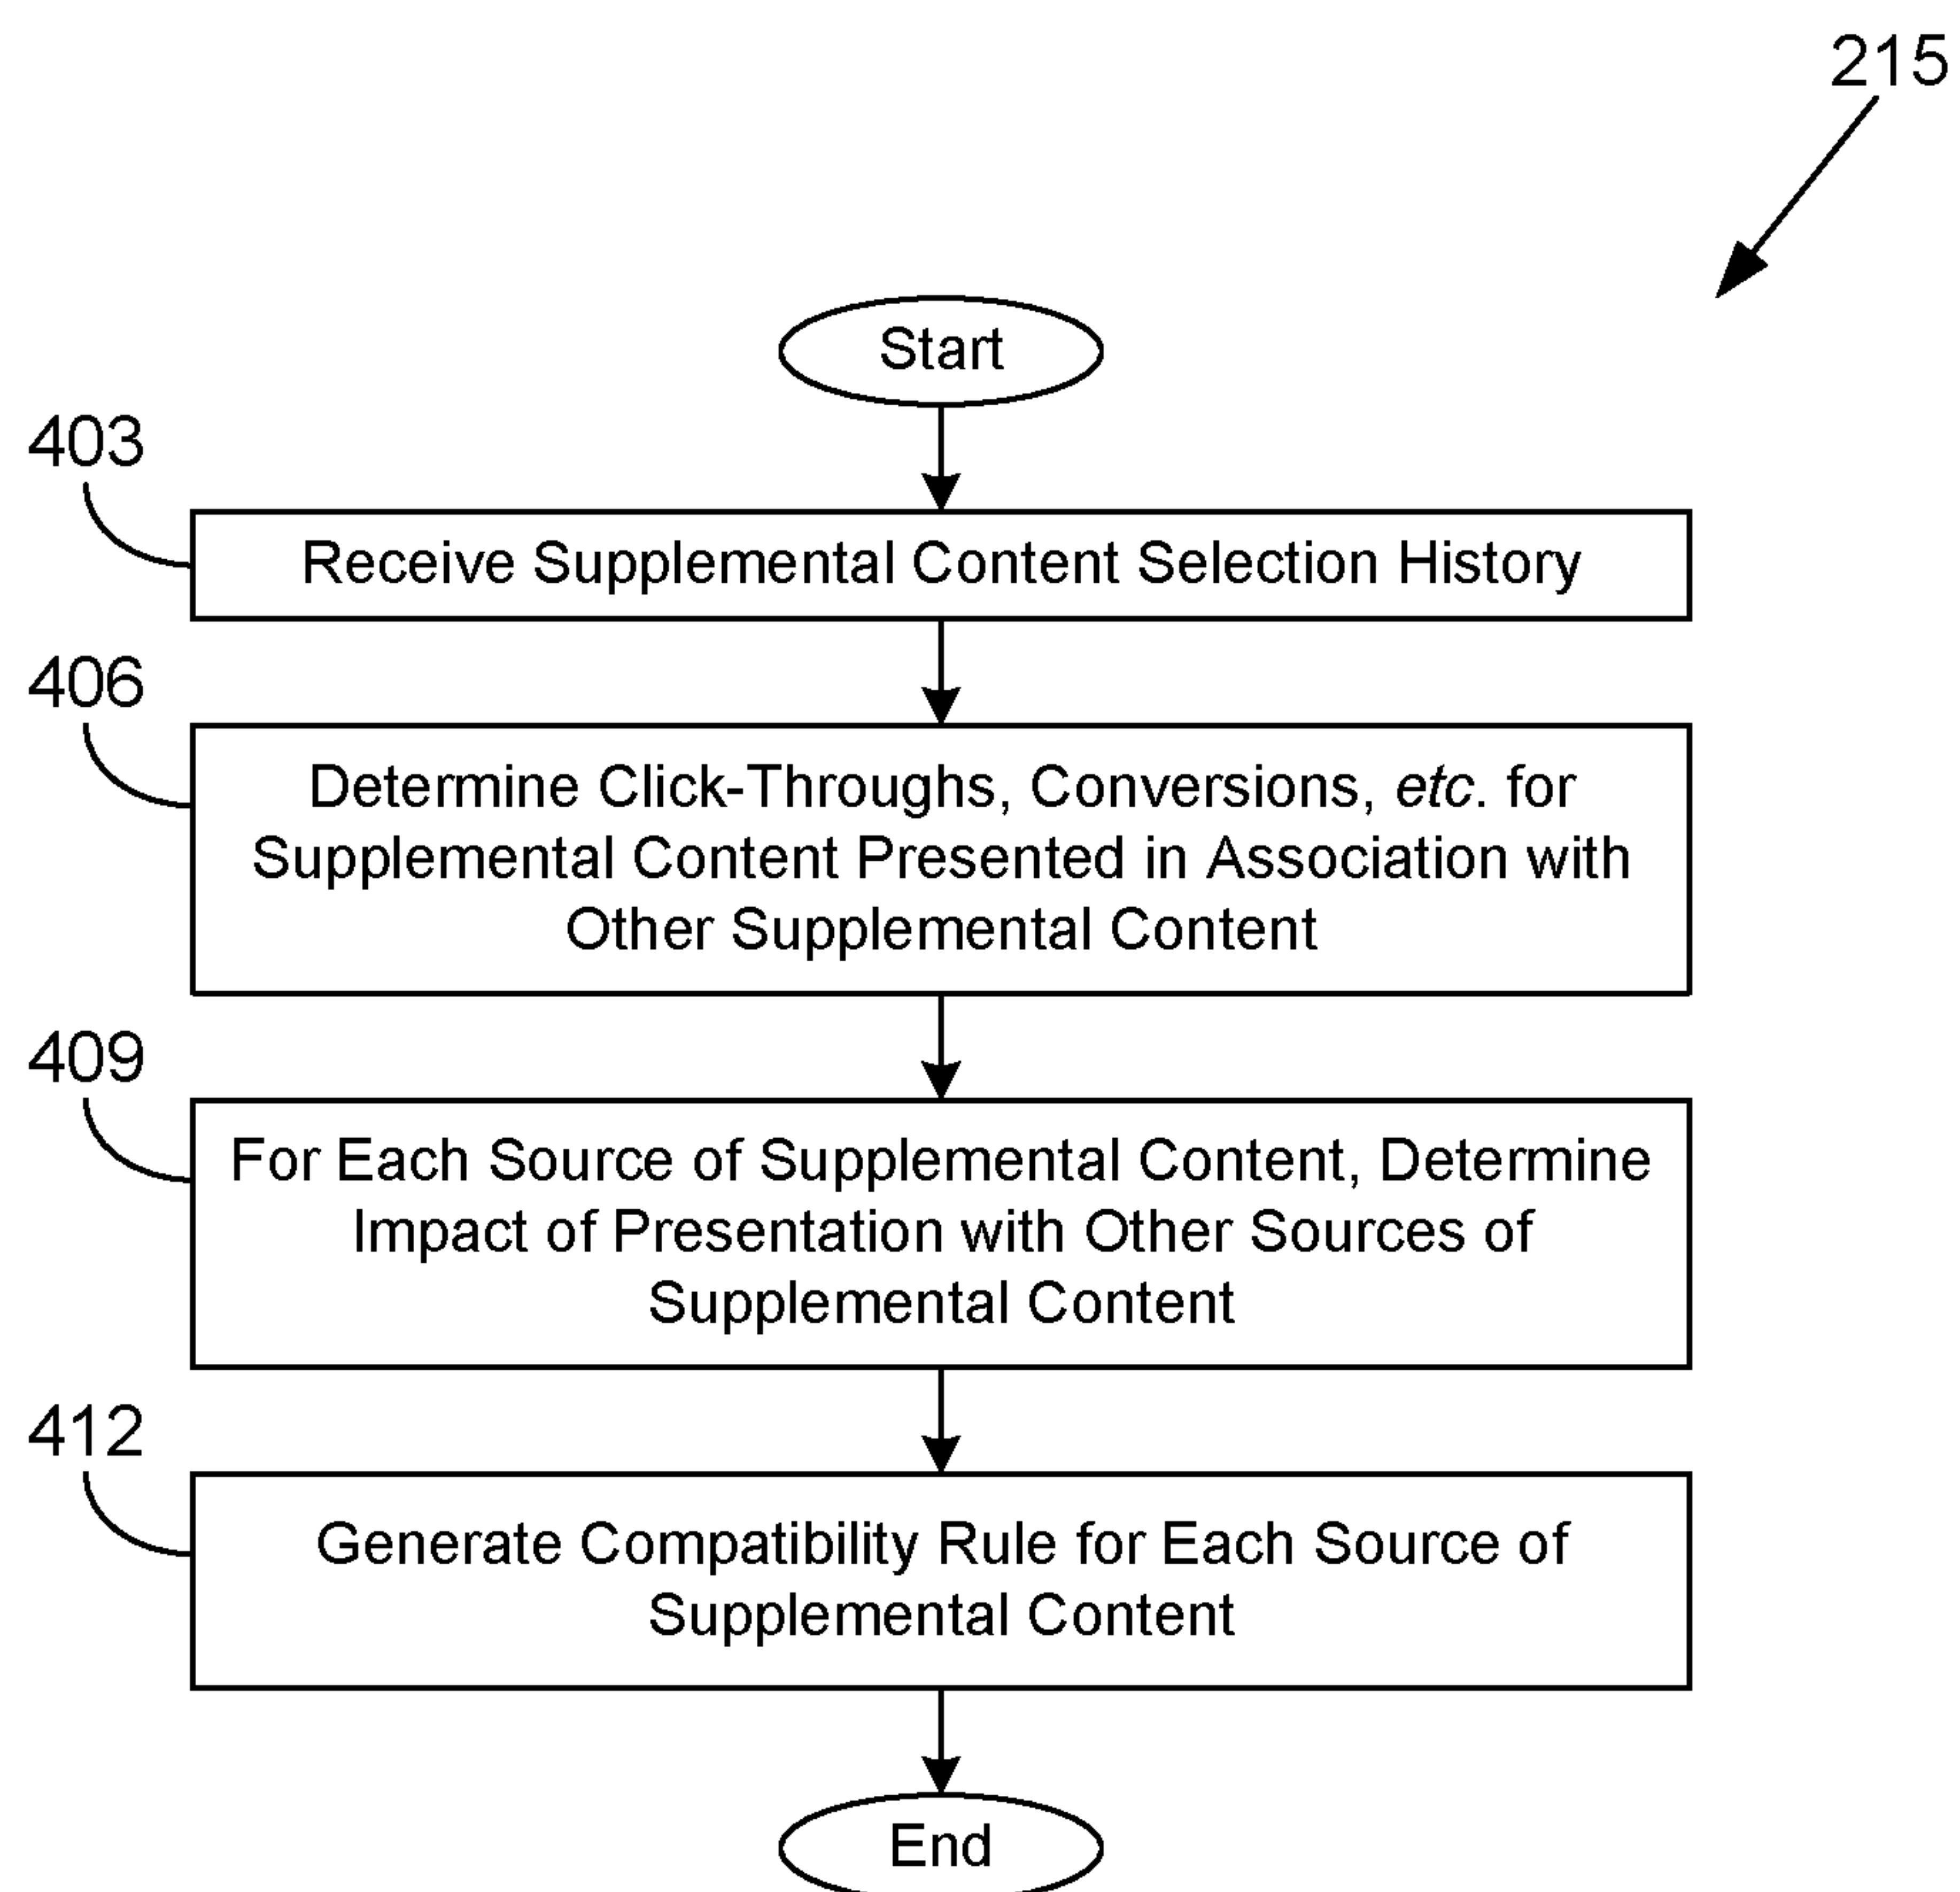 215
Start
403
Receive Supplemental Content Selection History
406
Determine Click-Throughs, Conversions, etc. for
Supplemental Content Presented in Association with
Other Supplemental Content
409
For Each Source of Supplemental Content, Determine
Impact of Presentation with Other Sources of
Supplemental Content
412
Generate Compatibility Rule for Each Source of
Supplemental Content
End